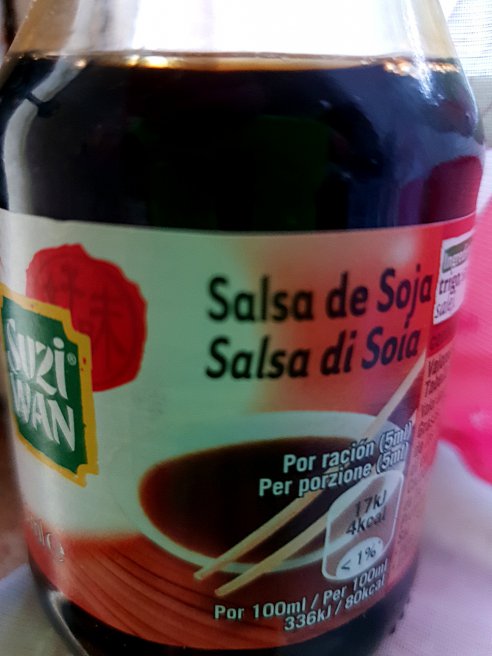 SUZI
WAN
Salsa de Soja
Salsa di Soia
Por ración (5ml)
Per porzione (5ml)
17kJ
4kcal
<1%
Por 100ml / Per 100ml
336kJ / 80kcal
trigo